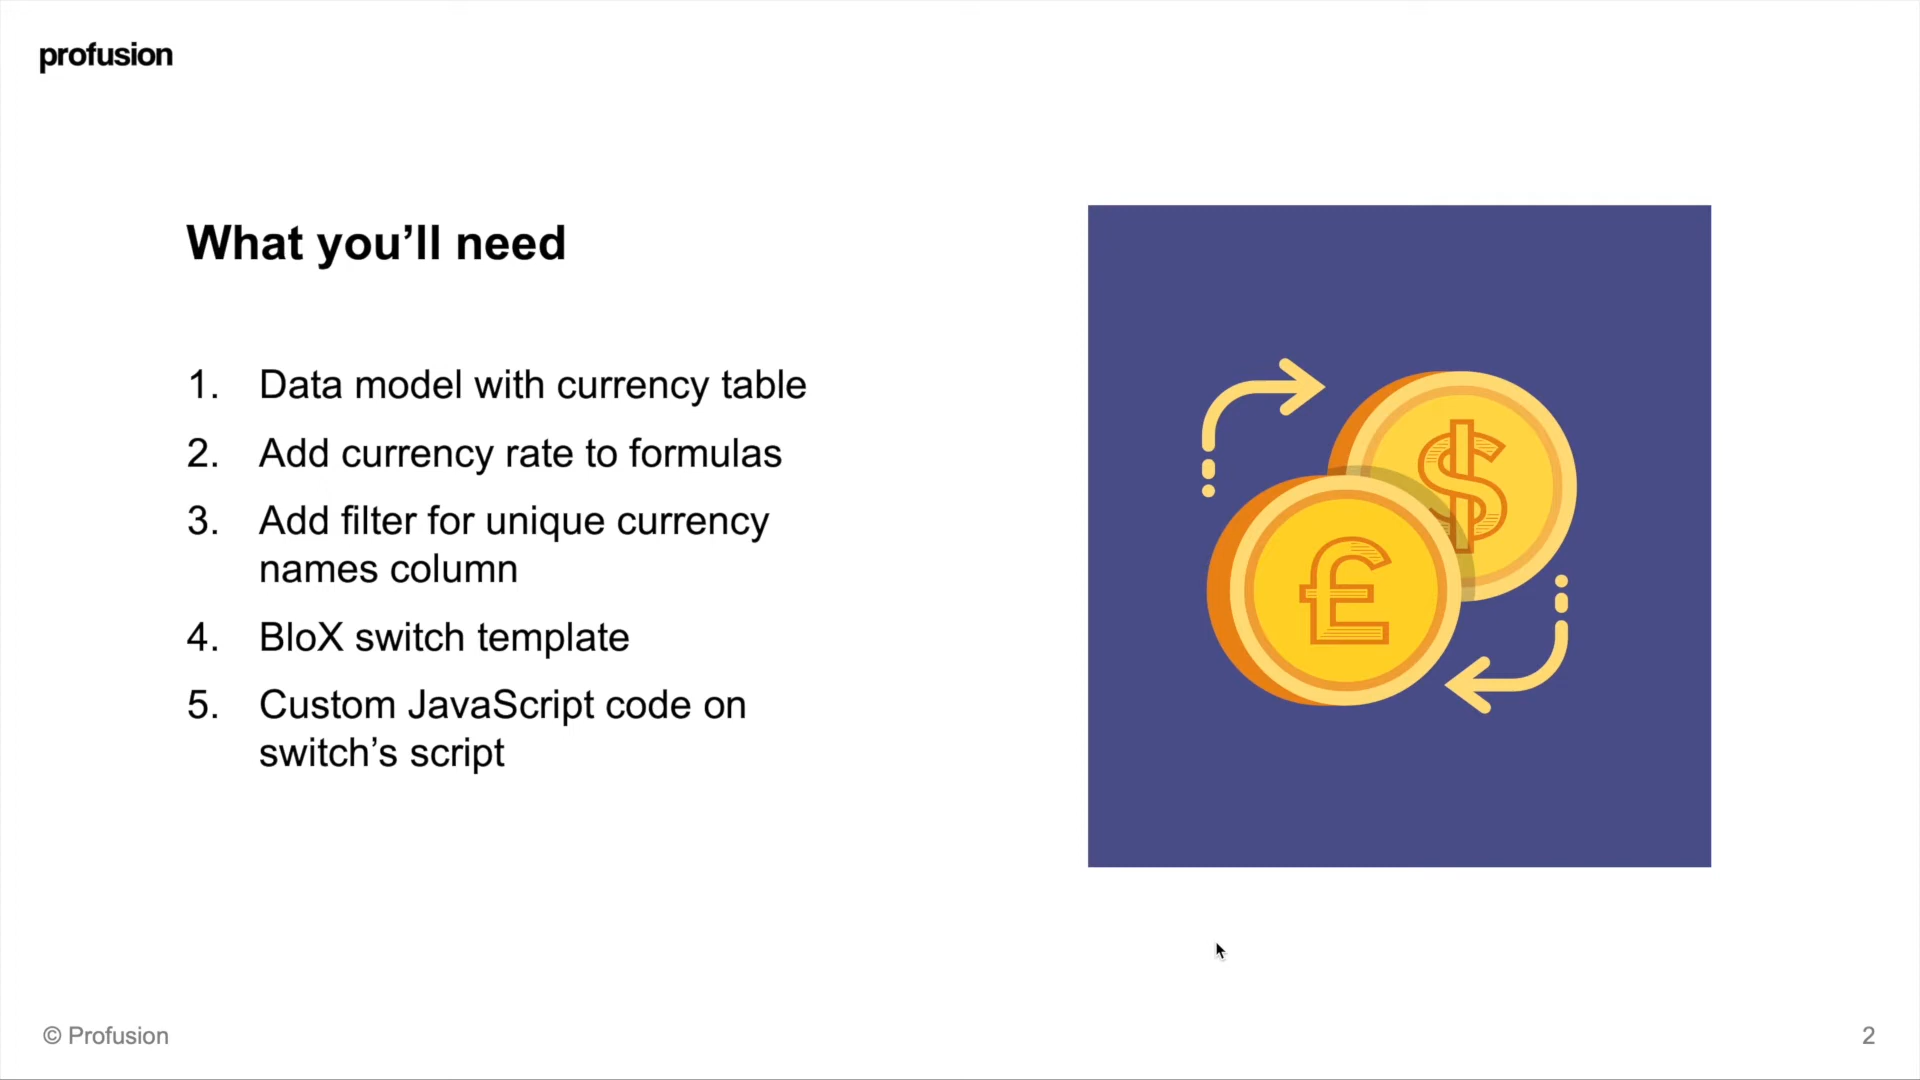 profusion
What you’ll need
1. Data model with currency table
2. Add currency rate to formulas
3. Add filter for unique currency
names column
4. BloX switch template
5. Custom JavaScript code on
switch’s script
$
£
© Profusion
2